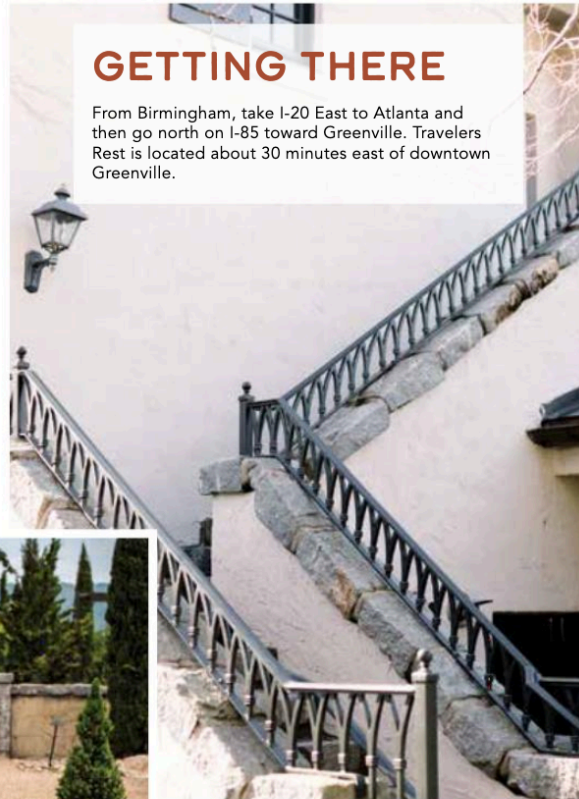 GETTING THERE
From Birmingham, take I-20 East to Atlanta and
then go north on I-85 toward Greenville. Travelers
Rest is located about 30 minutes east of downtown
Greenville.